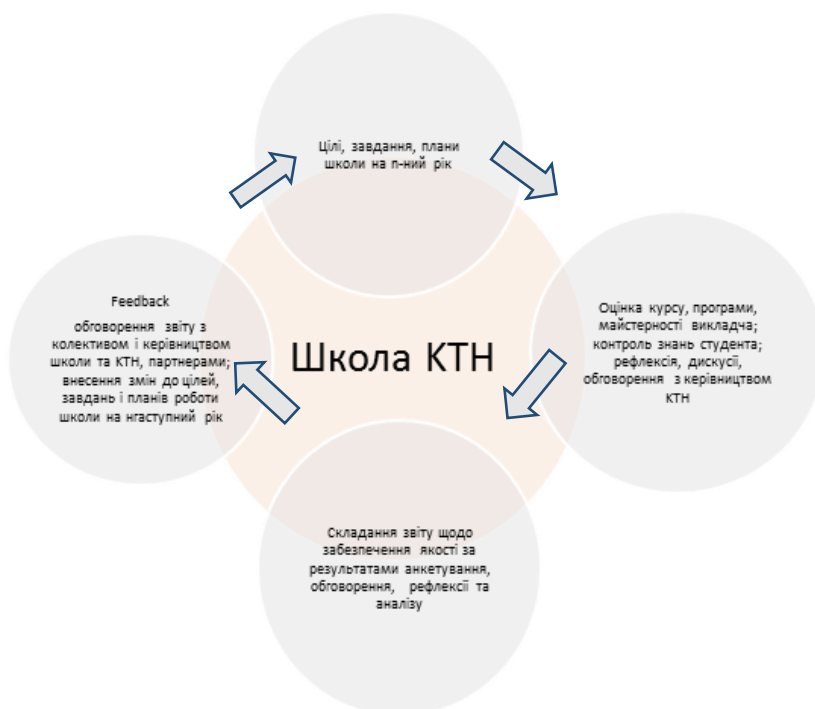 Цілі, завдання, плани
школи на n-ний рік
Оцінка курсу, програми,
майстерності викладча;
контроль знань студента;
рефлексія, дискусії,
обговорення з керівництвом
КТН
Школа КТН
Feedback
обговорення звіту з
колективом і керівництвом
школи та КТН, партнерами;
внесення змін до цілей,
завдань і планів роботи
школи на нгаступний рік
Складання звіту щодо
забезпечення якості за
результатами анкетування,
обговорення, рефлексії та
аналізу